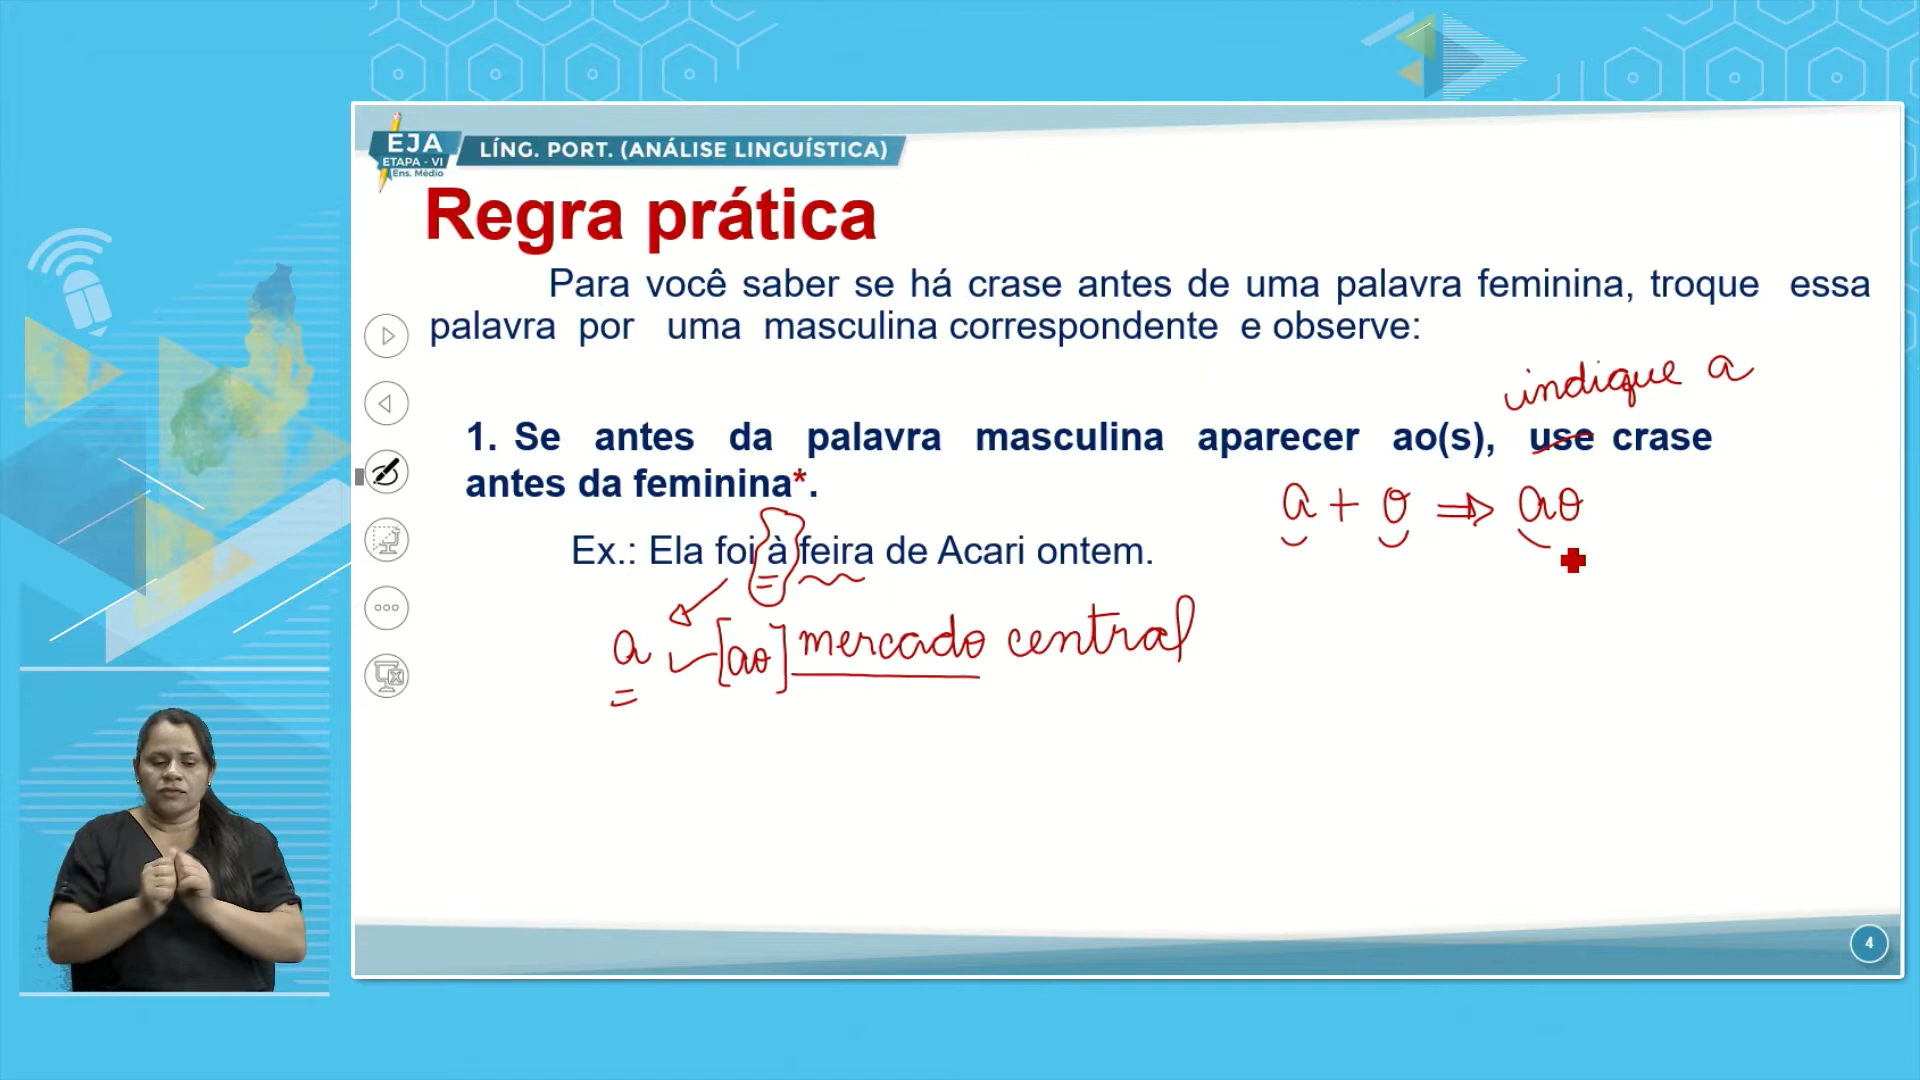 EJA
ETAPA - VI
Ens. Médio
LÍNG. PORT. (ANÁLISE LINGUÍSTICA)
Regra prática
Para você saber se há crase antes de uma palavra feminina, troque essa
palavra por uma masculina correspondente e observe:
indique a
1. Se antes da palavra masculina aparecer ao(s), use crase
antes da feminina*.
a + o ⇒ ao
Ex.: Ela foi à feira de Acari ontem.
a [ao] mercado central
4